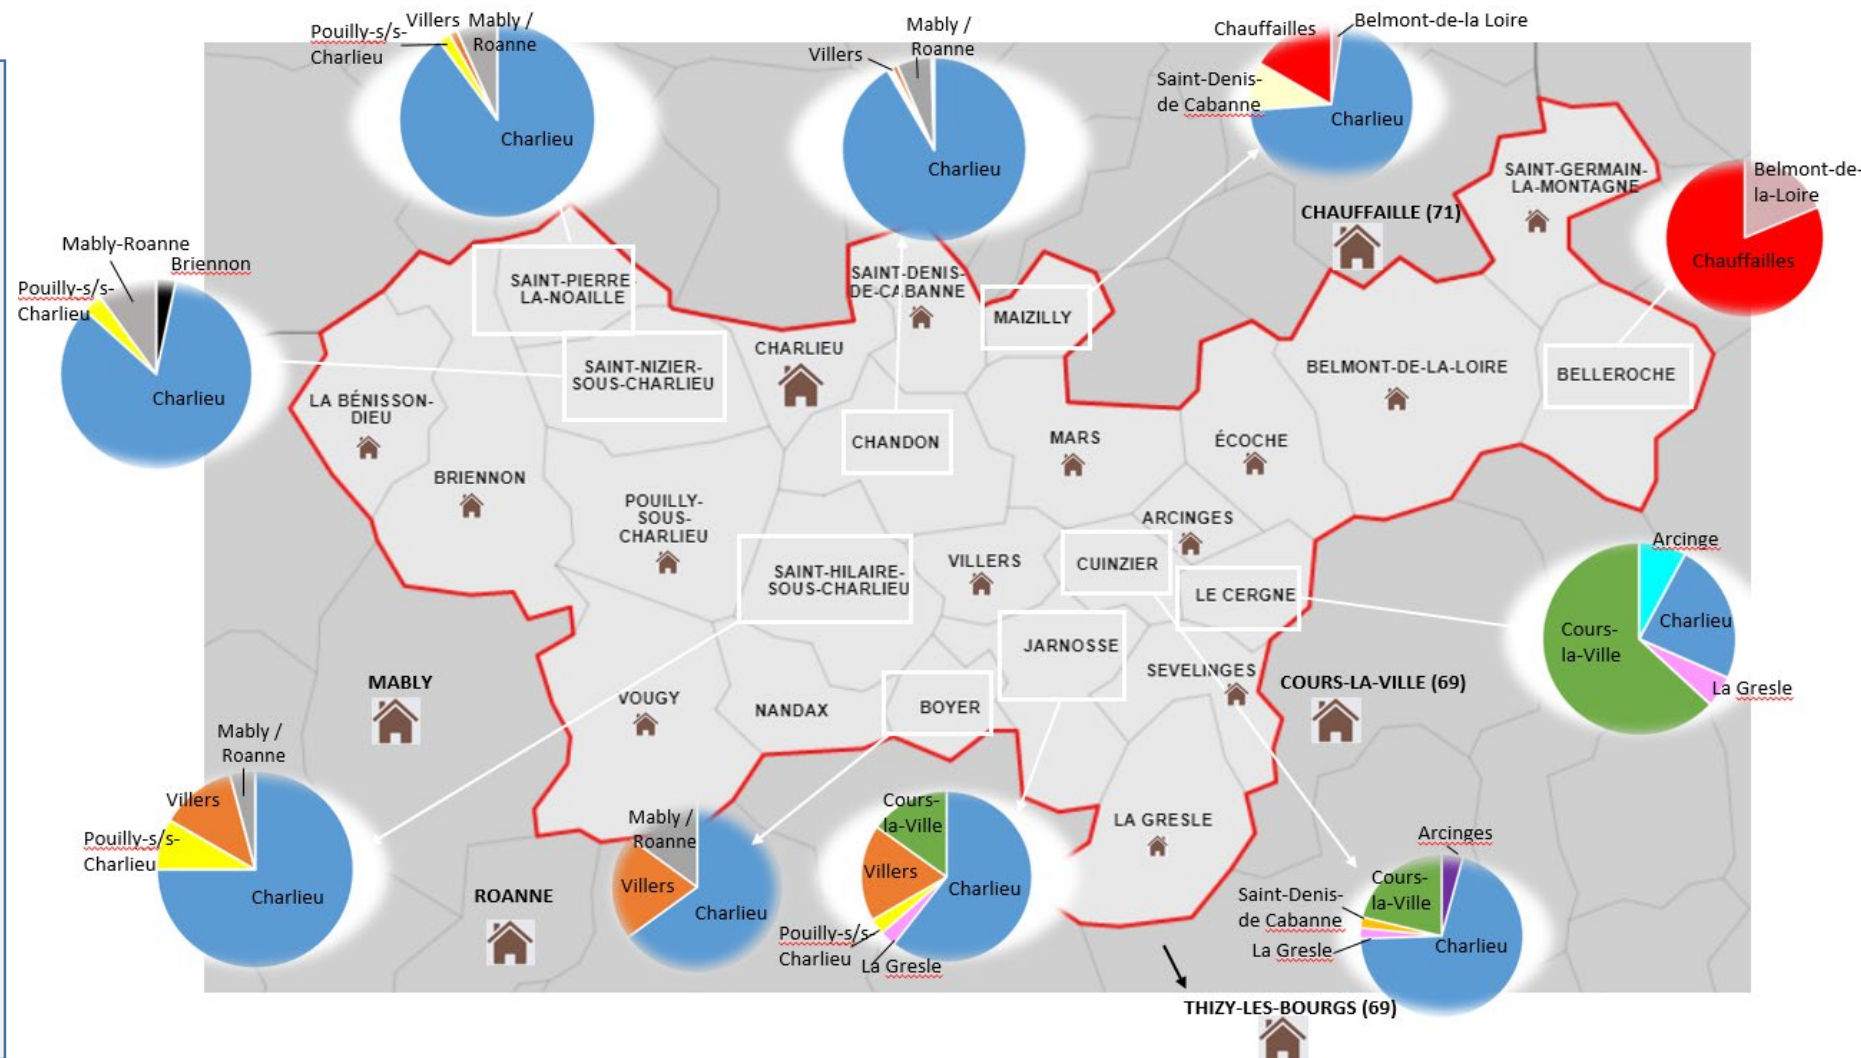 Pouilly-s/s-
Charlieu
Villers
Mably /
Roanne
Charlieu
Villers
Mably /
Roanne
Charlieu
Chauffailles
Belmont-de-la Loire
Saint-Denis-
de Cabanne
Charlieu
Belmont-de-
la-Loire
Chauffailles
Mably-Roanne
Briennon
Pouilly-s/s-
Charlieu
Charlieu
SAINT-GERMAIN-
LA-MONTAGNE
CHAUFFAILLE (71)
SAINT-PIERRE
LA-NOAILLE
SAINT-DENIS-
DE-CABANNE
MAIZILLY
CHARLIEU
SAINT-NIZIER-
SOUS-CHARLIEU
BELMONT-DE-LA-LOIRE
BELLEROCHE
LA BÉNISSON-
DIEU
CHANDON
MARS
ÉCOCHE
BRIENNON
POUILLY-
SOUS-
CHARLIEU
ARCINGES
VILLERS
CUINZIER
SAINT-HILAIRE-
SOUS-CHARLIEU
LE CERGNE
Arcinge
Charlieu
Cours-
la-Ville
La Gresle
JARNOSSE
SEVELINGES
MABLY
VOUGY
NANDAX
BOYER
COURS-LA-VILLE (69)
Mably /
Roanne
Villers
Pouilly-s/s-
Charlieu
Charlieu
ROANNE
Mably /
Roanne
Villers
Charlieu
Cours-
la-Ville
Villers
Charlieu
Pouilly-s/s-
Charlieu
La Gresle
LA GRESLE
Arcinges
Cours-
la-Ville
Saint-Denis-
de Cabanne
La Gresle
Charlieu
THIZY-LES-BOURGS (69)